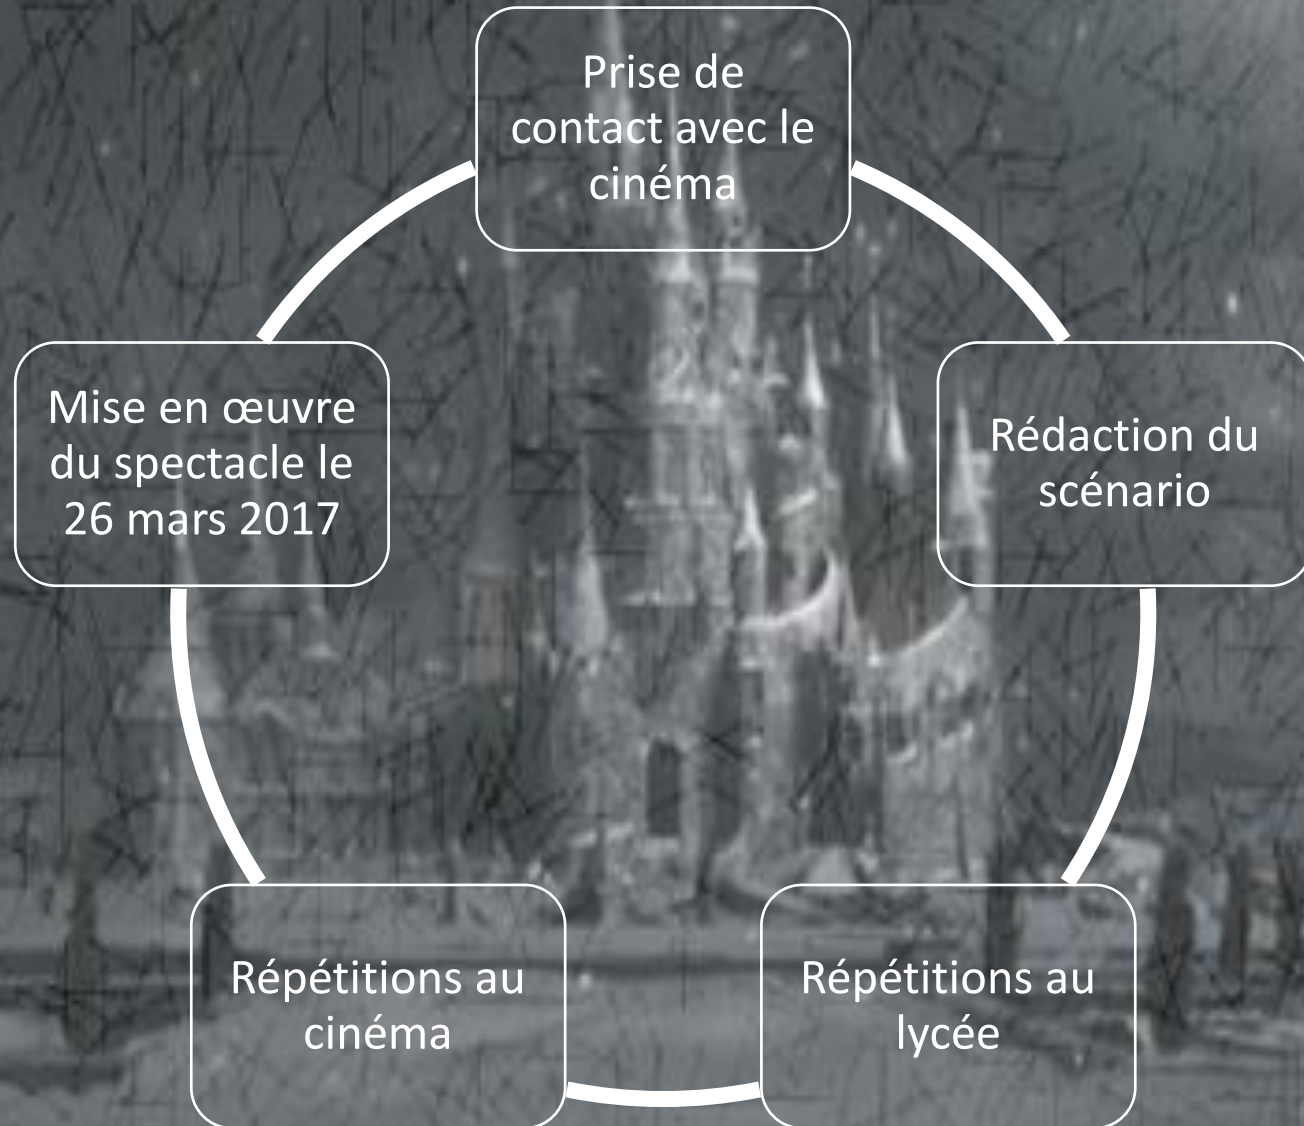 Prise de
contact avec le
cinéma
Rédaction du
scénario
Répétitions au
lycée
Répétitions au
cinéma
Mise en œuvre
du spectacle le
26 mars 2017